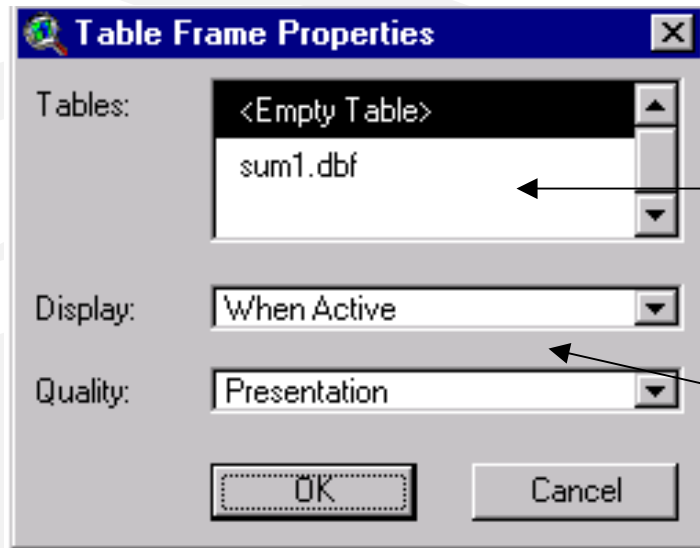 Table Frame Properties
Tables:
<Empty Table>
sum1.dbf
Display:
When Active
Quality:
Presentation
OK
Cancel